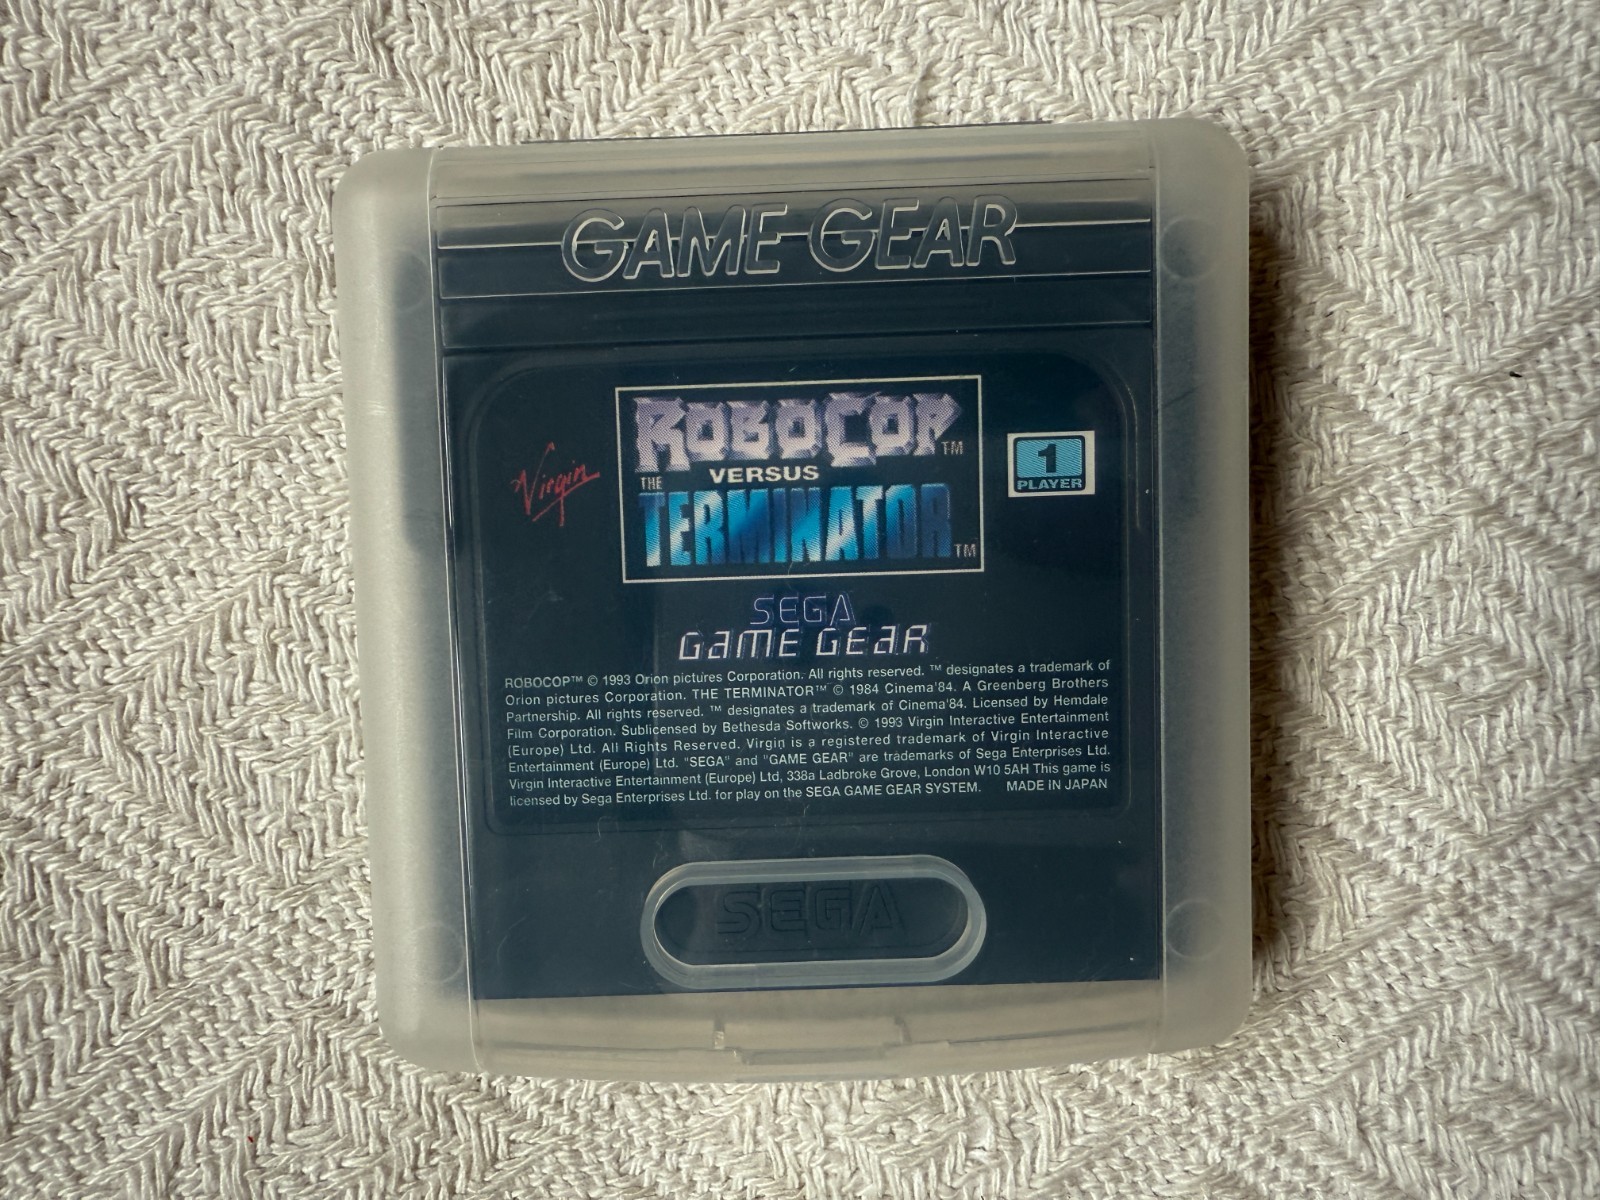 GAME GEAR
Virgin
ROBOCOP TM
VERSUS
THE
TERMINATOR TM
1
PLAYER
SEGA
GAME GEAR
ROBOCOP™ © 1993 Orion pictures Corporation. All rights reserved. ™ designates a trademark of
Orion pictures Corporation. THE TERMINATOR™ © 1984 Cinema'84. A Greenberg Brothers
Partnership. All rights reserved. ™ designates a trademark of Cinema'84. Licensed by Hemdale
Film Corporation. Sublicensed by Bethesda Softworks. © 1993 Virgin Interactive Entertainment
(Europe) Ltd. All Rights Reserved. Virgin is a registered trademark of Virgin Interactive
Entertainment (Europe) Ltd. "SEGA" and "GAME GEAR" are trademarks of Sega Enterprises Ltd.
Virgin Interactive Entertainment (Europe) Ltd, 338a Ladbroke Grove, London W10 5AH This game is
licensed by Sega Enterprises Ltd. for play on the SEGA GAME GEAR SYSTEM. MADE IN JAPAN
SEGA